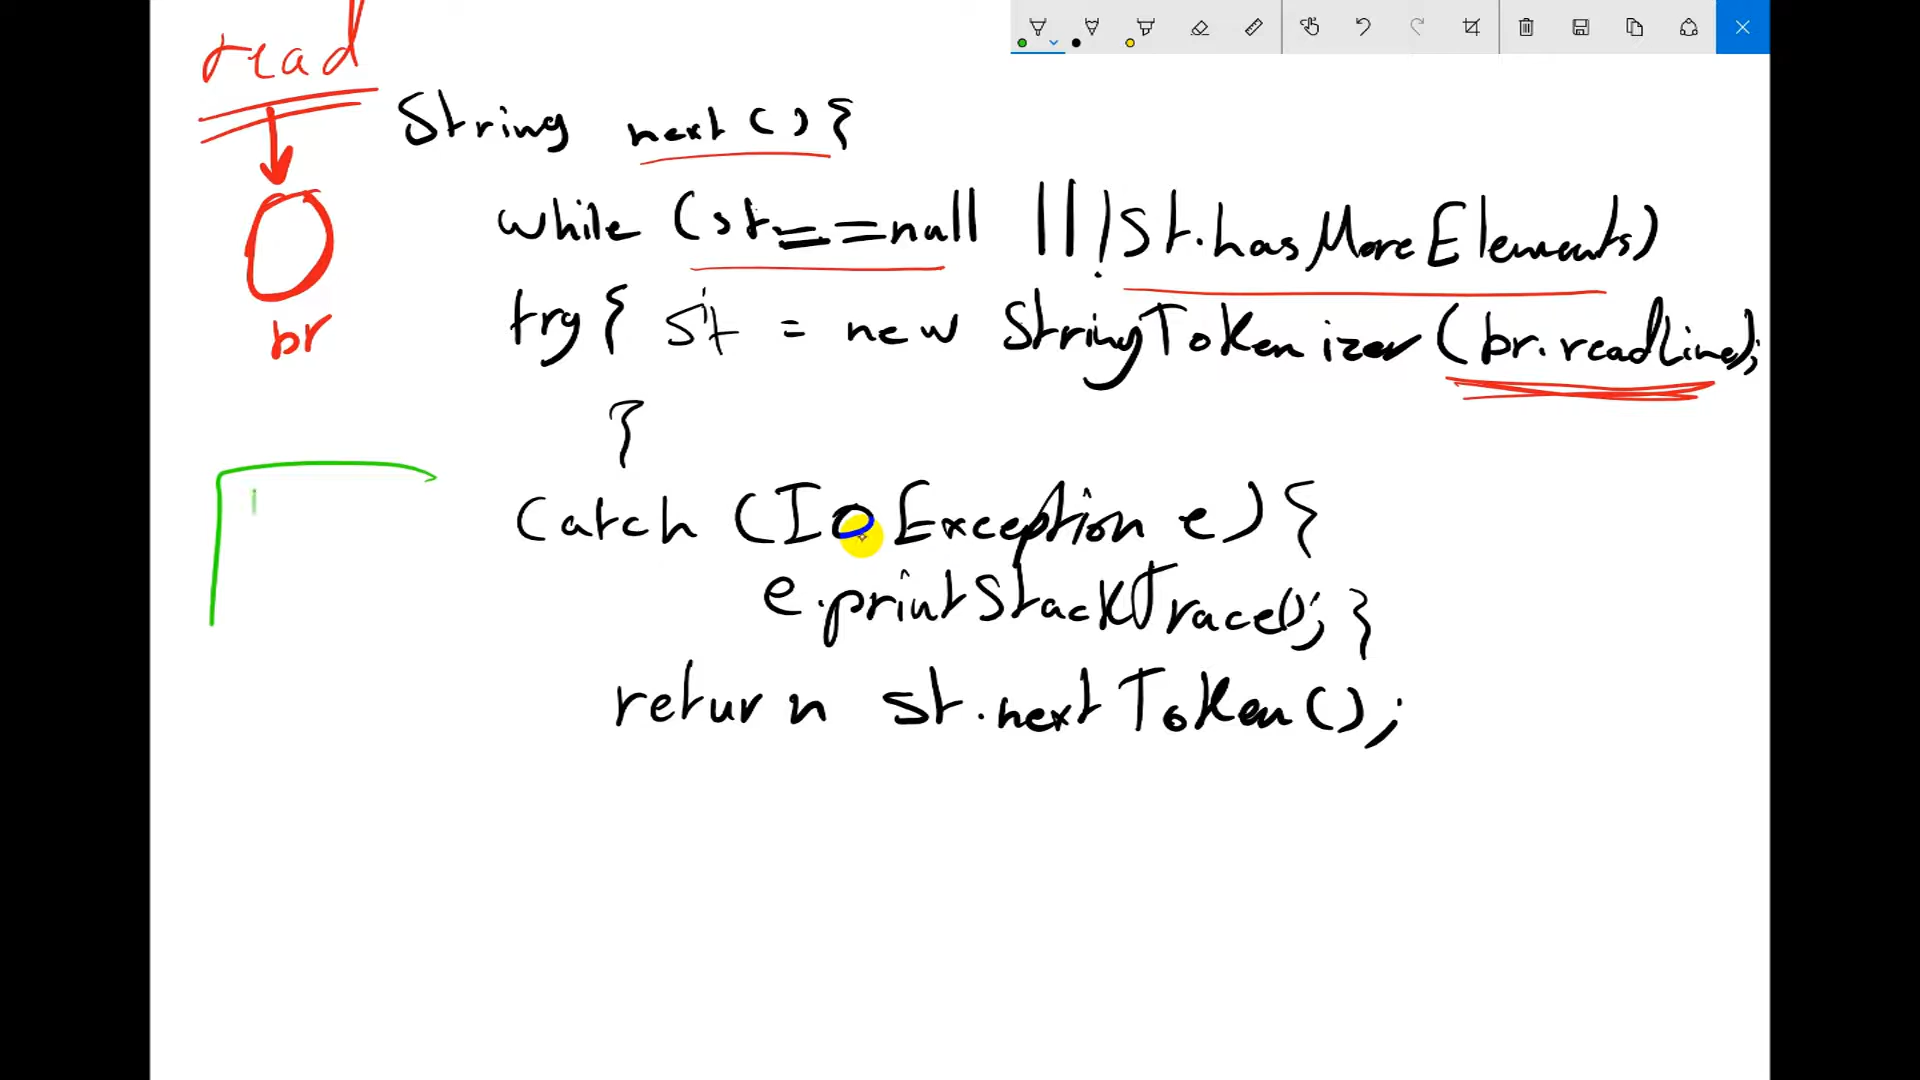 read
String next(){
while (st==null || !St.hasMoreElements)
try{ st = new StringTokenizer(br.readLine);
br
}
Catch (IOException e){
e.printStackTrace(); }
return st.nextToken();